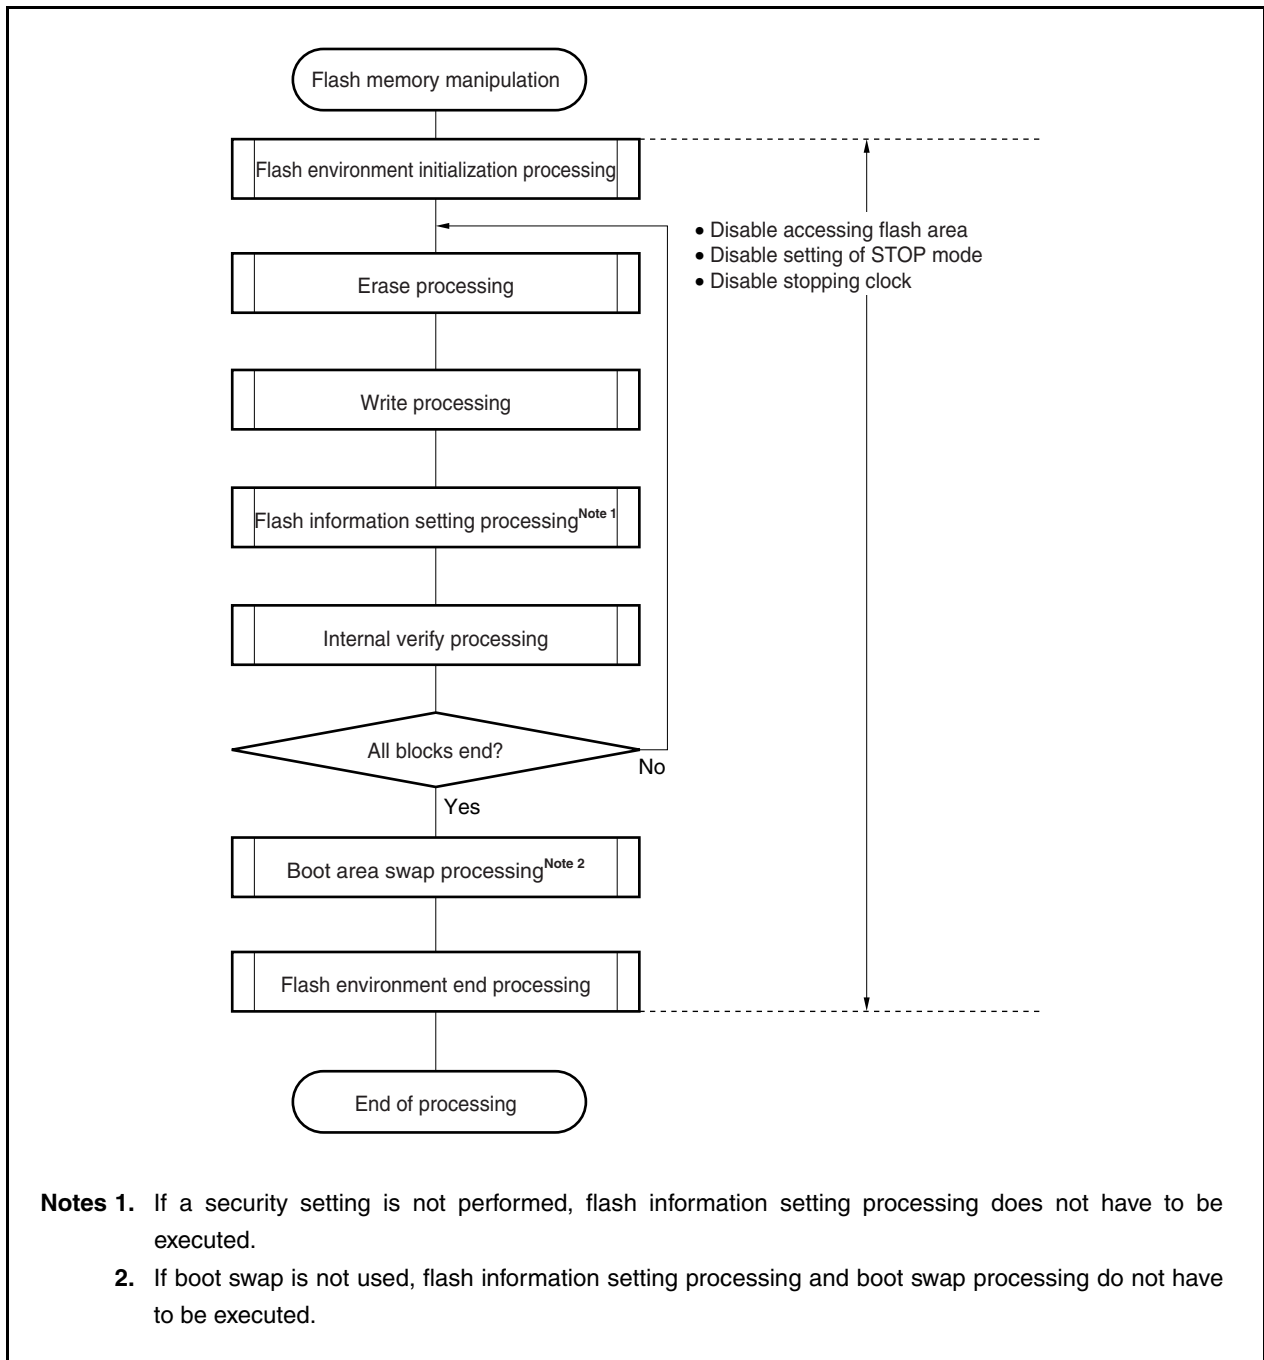 Flash memory manipulation
Flash environment initialization processing
• Disable accessing flash area
• Disable setting of STOP mode
• Disable stopping clock
Erase processing
Write processing
Flash information setting processingNote 1
Internal verify processing
All blocks end?
No
Yes
Boot area swap processingNote 2
Flash environment end processing
End of processing
Notes 1. If a security setting is not performed, flash information setting processing does not have to be
executed.
2. If boot swap is not used, flash information setting processing and boot swap processing do not have
to be executed.